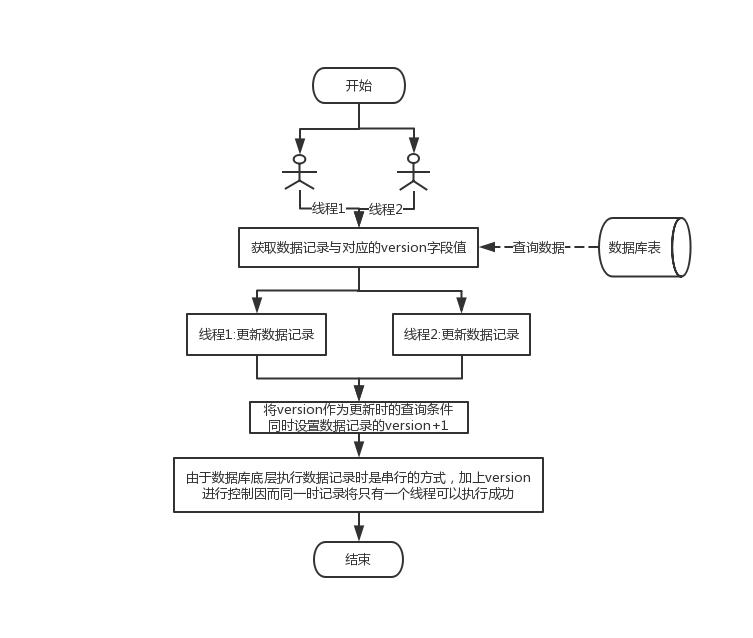 开始
线程1
线程2
获取数据记录与对应的version字段值
查询数据
数据库表
线程1:更新数据记录
线程2:更新数据记录
将version作为更新时的查询条件
同时设置数据记录的version+1
由于数据库底层执行数据记录时是串行的方式，加上version
进行控制因而同一时记录将只有一个线程可以执行成功
结束